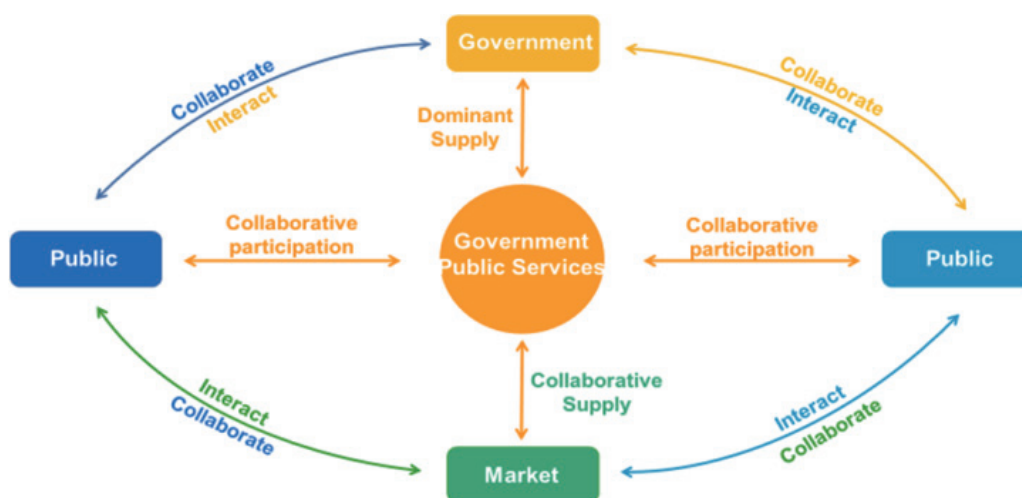 Government
Collaborate
Interact
Collaborate
Interact
Dominant
Supply
Collaborative
participation
Collaborative
participation
Public
Government
Public Services
Public
Interact
Collaborate
Collaborative
Supply
Interact
Collaborate
Market